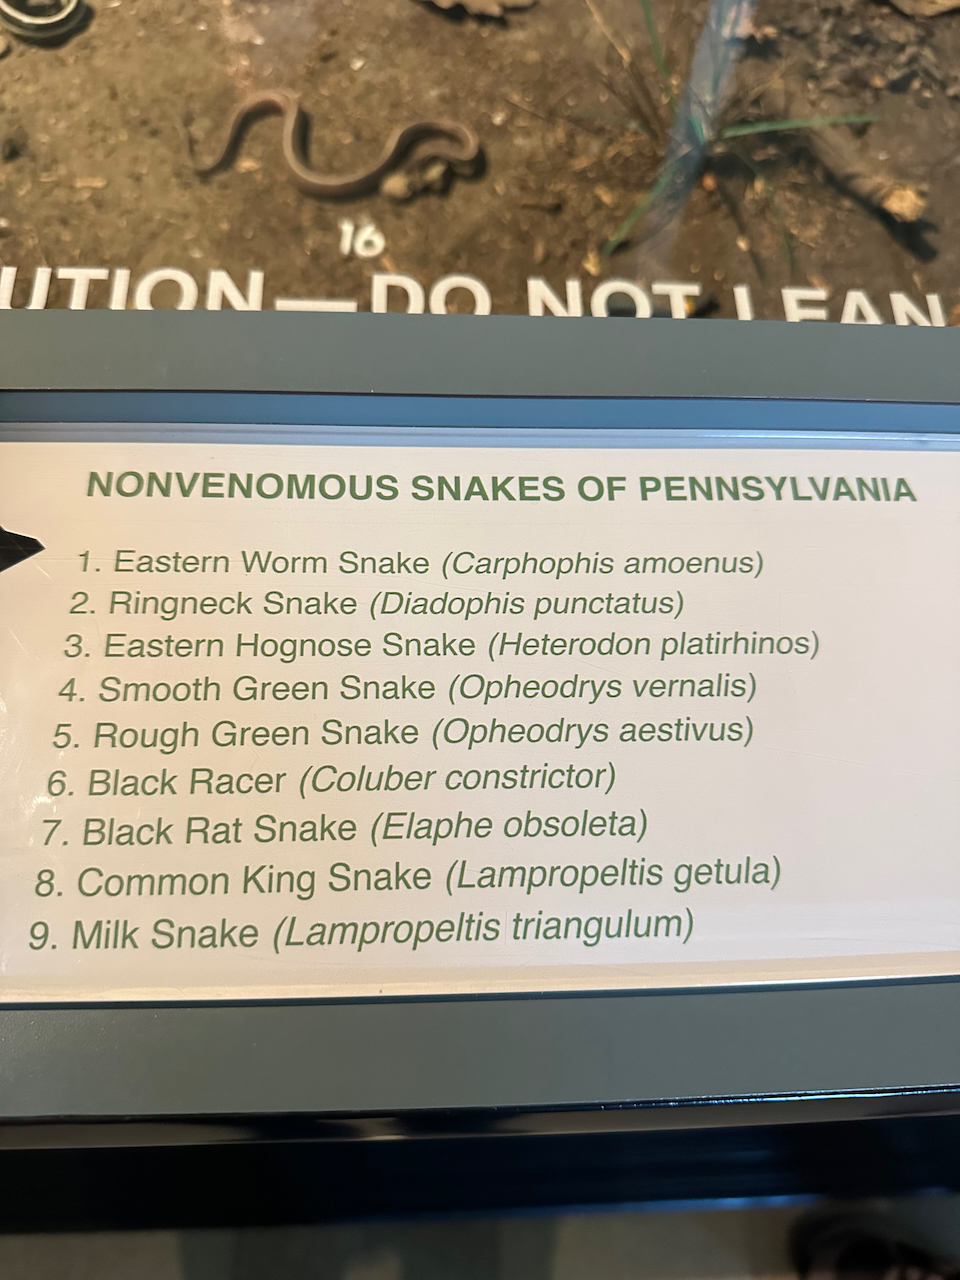 16
UTION—DO NOT LEAN
NONVENOMOUS SNAKES OF PENNSYLVANIA
1. Eastern Worm Snake (Carphophis amoenus)
2. Ringneck Snake (Diadophis punctatus)
3. Eastern Hognose Snake (Heterodon platirhinos)
4. Smooth Green Snake (Opheodrys vernalis)
5. Rough Green Snake (Opheodrys aestivus)
6. Black Racer (Coluber constrictor)
7. Black Rat Snake (Elaphe obsoleta)
8. Common King Snake (Lampropeltis getula)
9. Milk Snake (Lampropeltis triangulum)